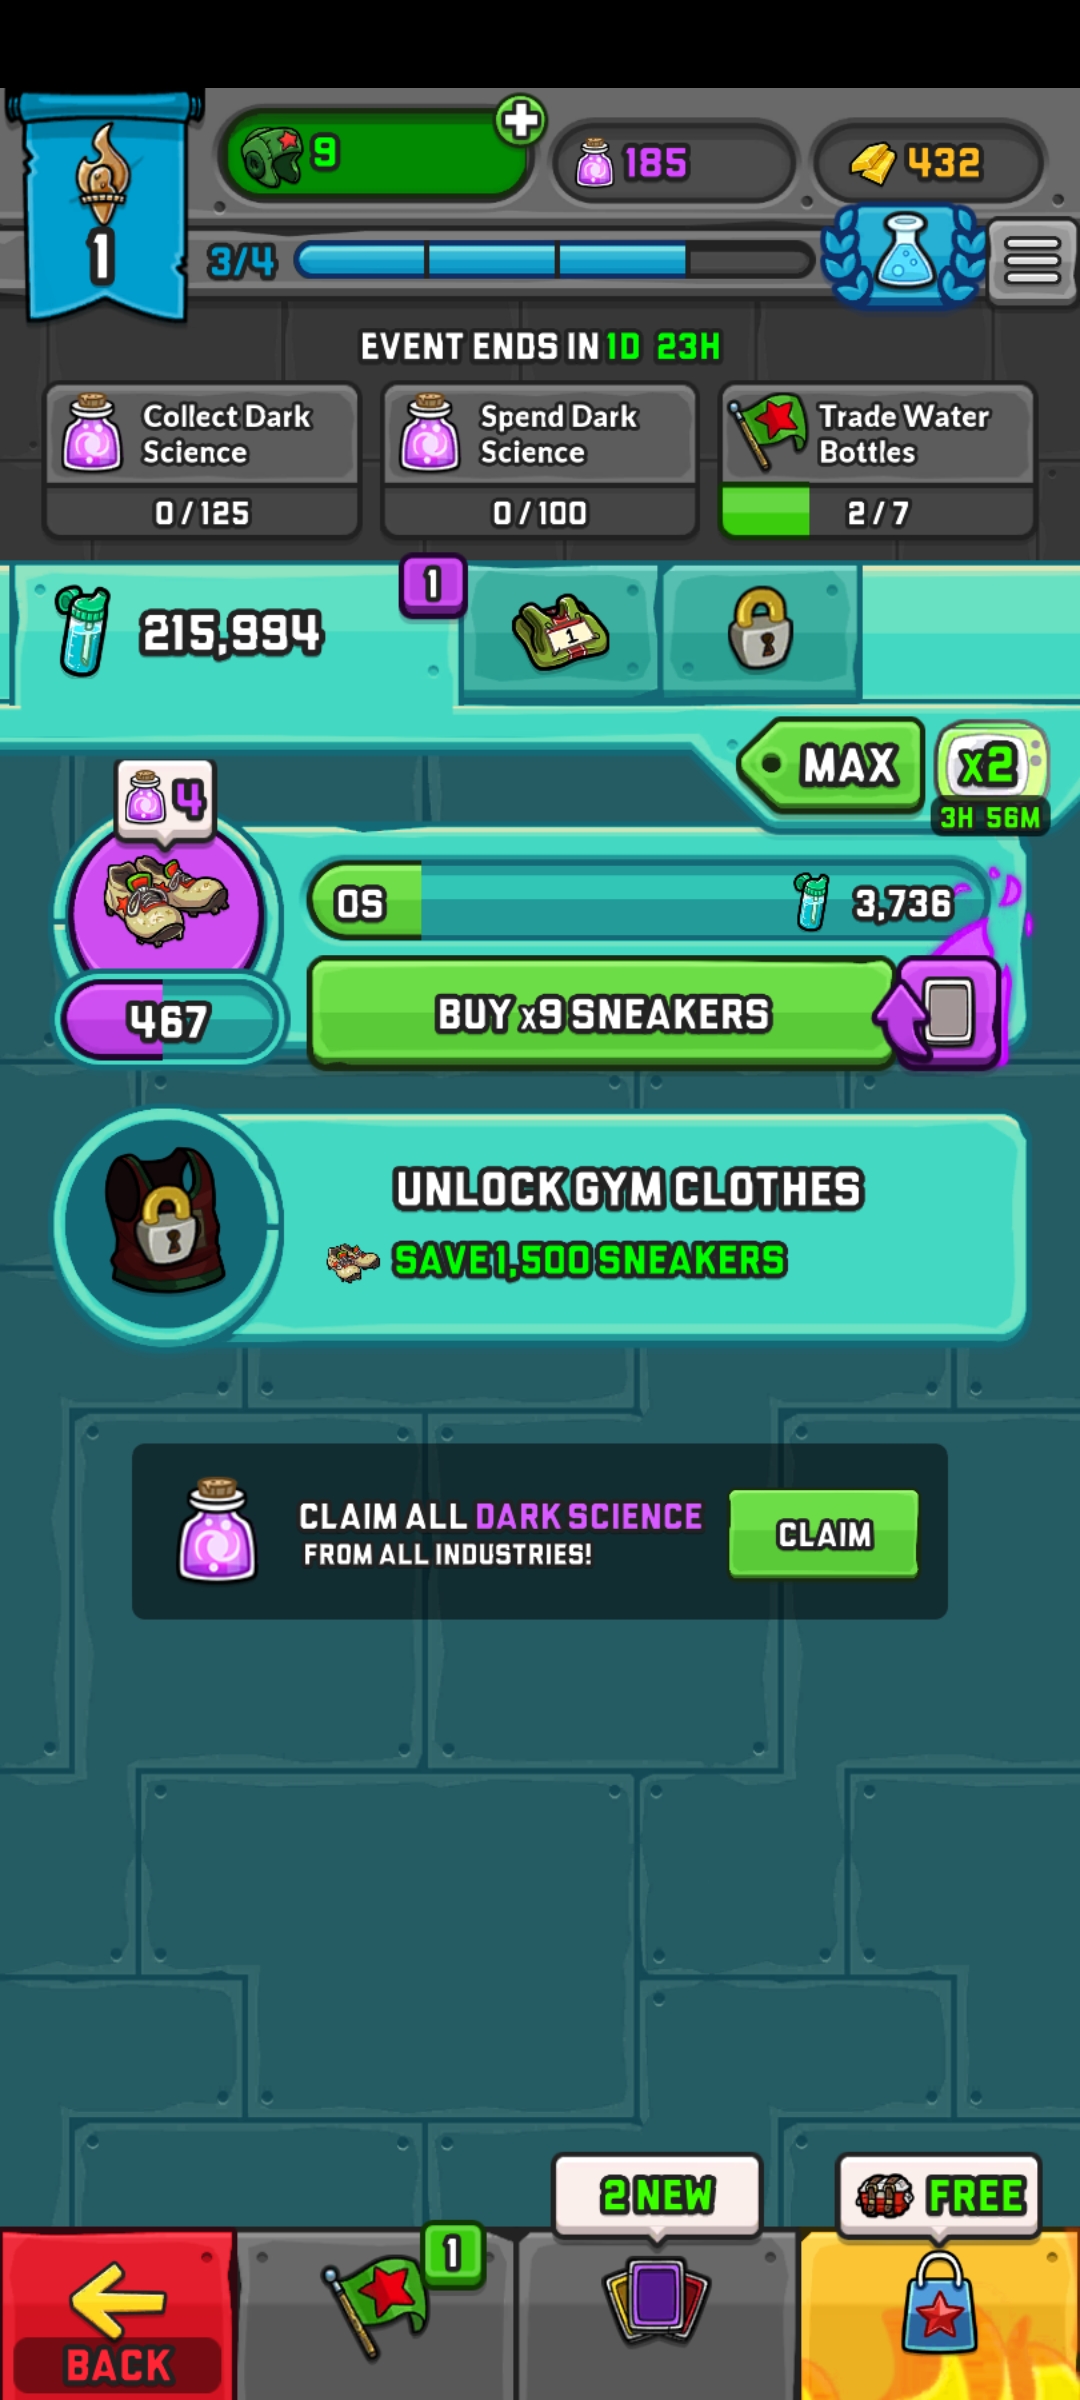 9
185
432
1
3/4
EVENT ENDS IN 1D 23H
Collect Dark
Science
0/125
Spend Dark
Science
0/100
Trade Water
Bottles
2/7
215,994
1
1
MAX
x2
3H 56M
4
0S
3,736
467
BUY x9 SNEAKERS
UNLOCK GYM CLOTHES
SAVE 1,500 SNEAKERS
CLAIM ALL DARK SCIENCE
FROM ALL INDUSTRIES!
CLAIM
2 NEW
FREE
1
BACK